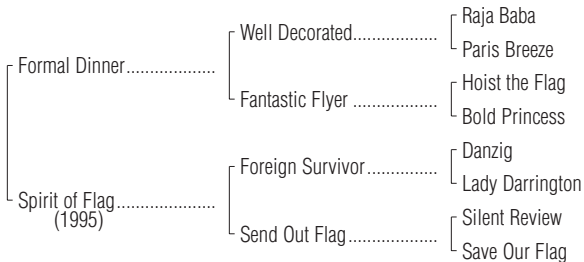 Raja Baba
Well Decorated..................
Paris Breeze
Formal Dinner...................
Hoist the Flag
Fantastic Flyer ..................
Bold Princess
Danzig
Foreign Survivor...............
Lady Darrington
Spirit of Flag.....................
(1995)
Silent Review
Send Out Flag...................
Save Our Flag